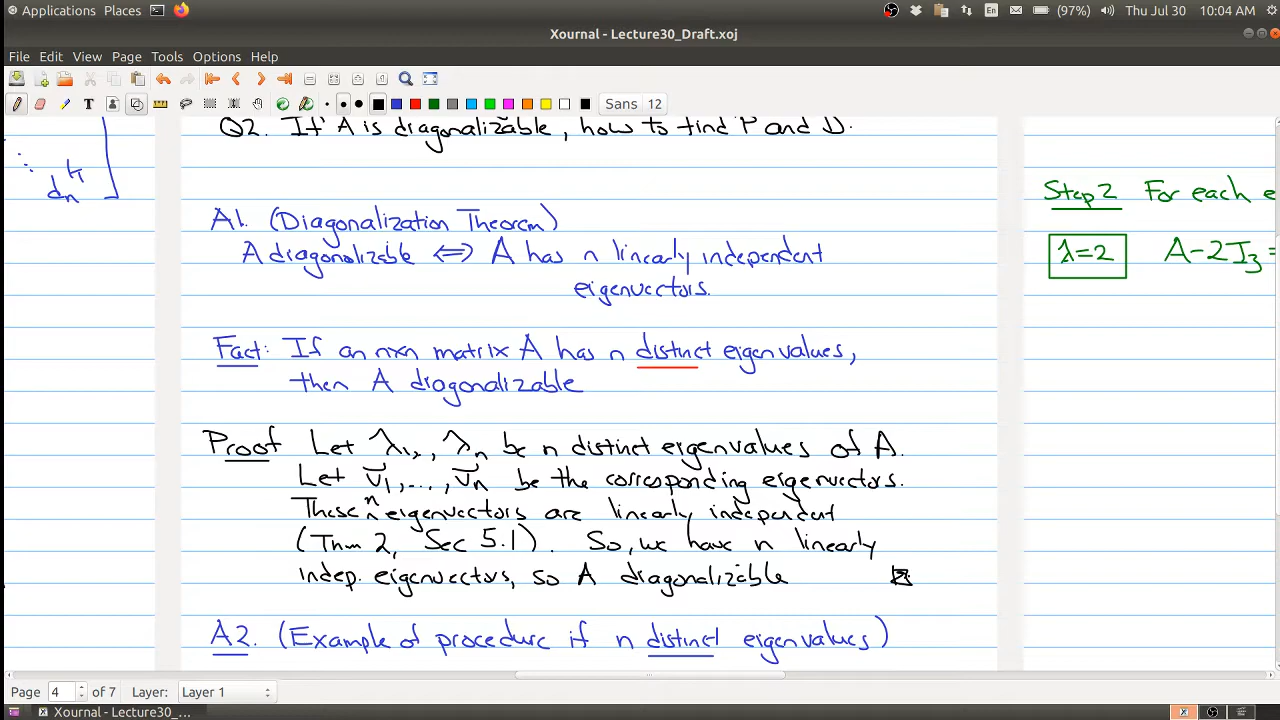 Applications Places (97%) Thu Jul 30 10:04 AM
Xournal - Lecture30_Draft.xoj
File Edit View Page Tools Options Help
Sans 12
Q2. If A is diagonalizable, how to find P and D.
dn^k
A1. (Diagonalization Theorem)
A diagonalizable ⟺ A has n linearly independent
eigenvectors.
Fact: If an nxn matrix A has n distinct eigenvalues,
then A diagonalizable
Proof Let λ1,.., λn be n distinct eigenvalues of A.
Let v1,..., vn be the corresponding eigenvectors.
These n eigenvectors are linearly independent
(Thm 2, Sec 5.1). So, we have n linearly
indep. eigenvectors, so A diagonalizable
A2. (Example of procedure if n distinct eigenvalues)
Step 2 For each e
λ=2 A-2I3 =
Page 4 of 7 Layer: Layer 1
Xournal - Lecture30_...